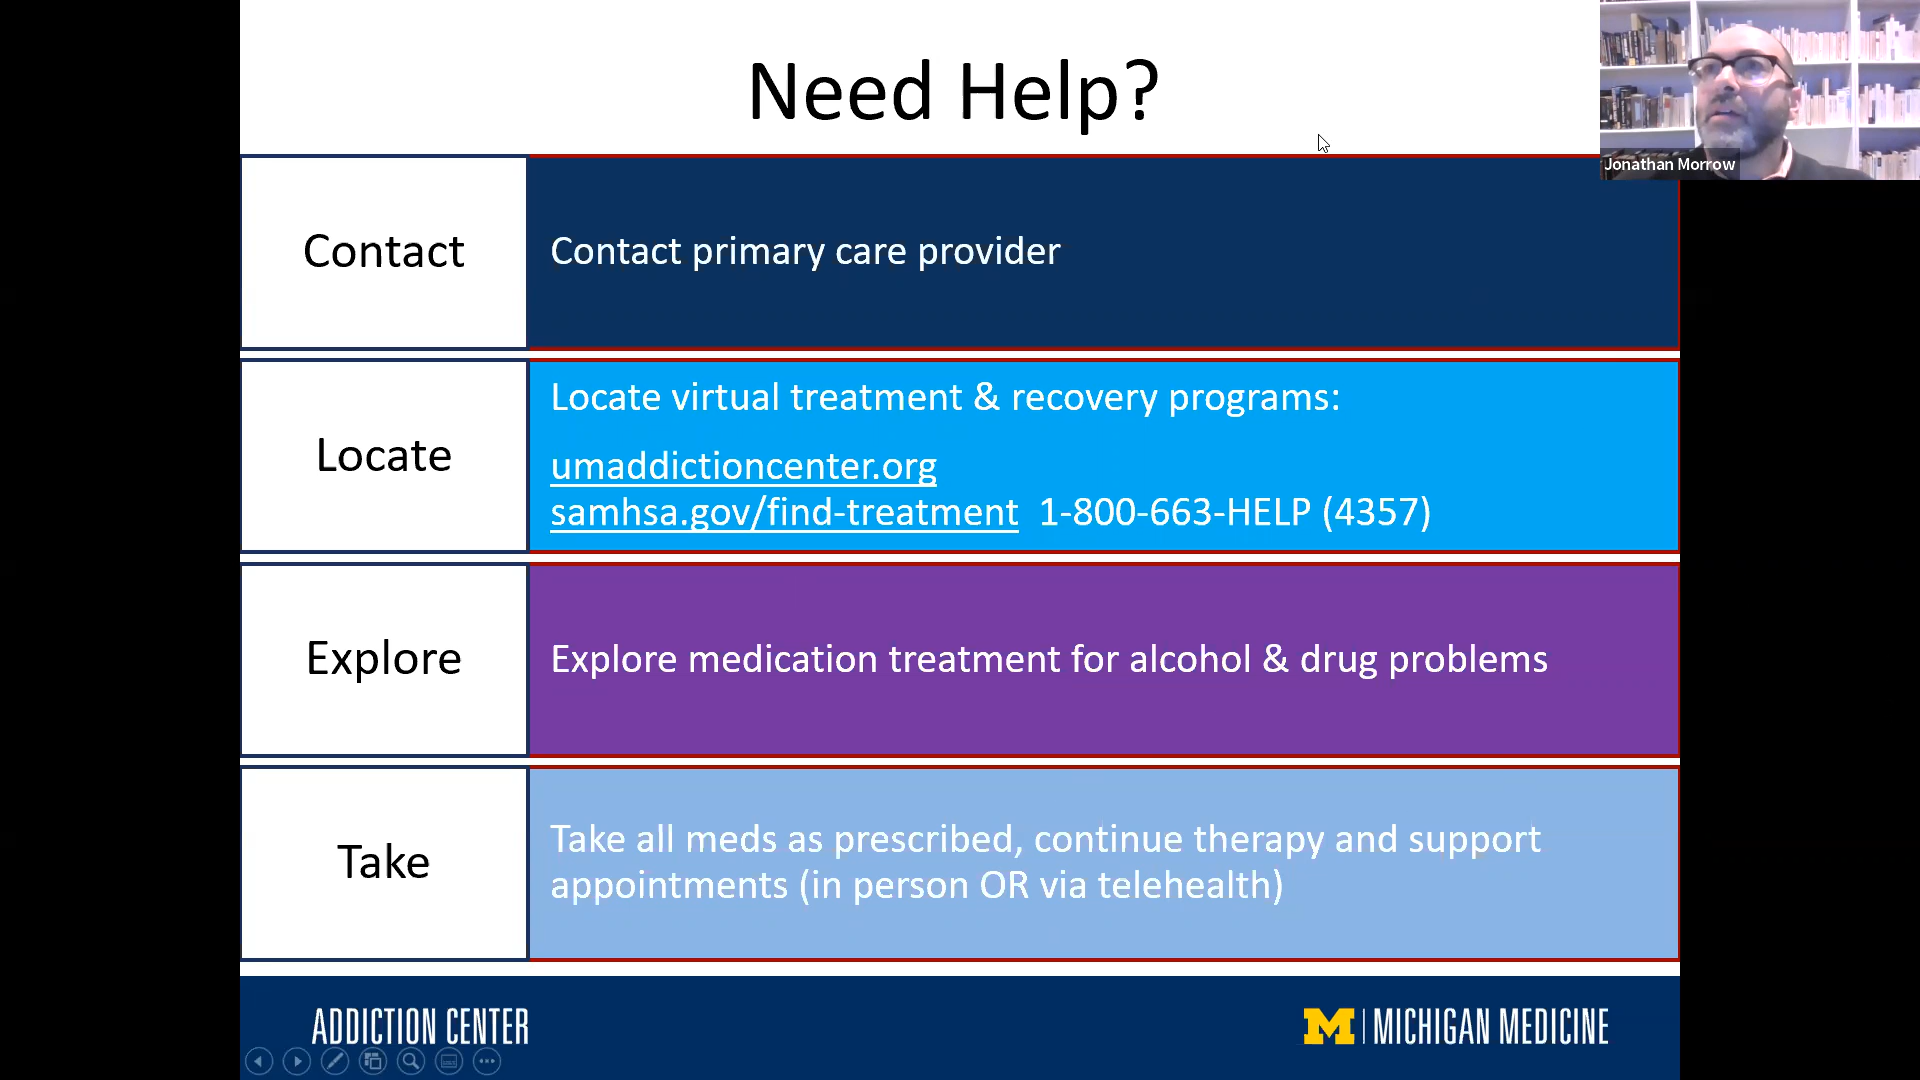 Need Help?
Jonathan Morrow
Contact
Contact primary care provider
Locate
Locate virtual treatment & recovery programs:
umaddictioncenter.org
samhsa.gov/find-treatment 1-800-663-HELP (4357)
Explore
Explore medication treatment for alcohol & drug problems
Take
Take all meds as prescribed, continue therapy and support
appointments (in person OR via telehealth)
ADDICTION CENTER
M | MICHIGAN MEDICINE